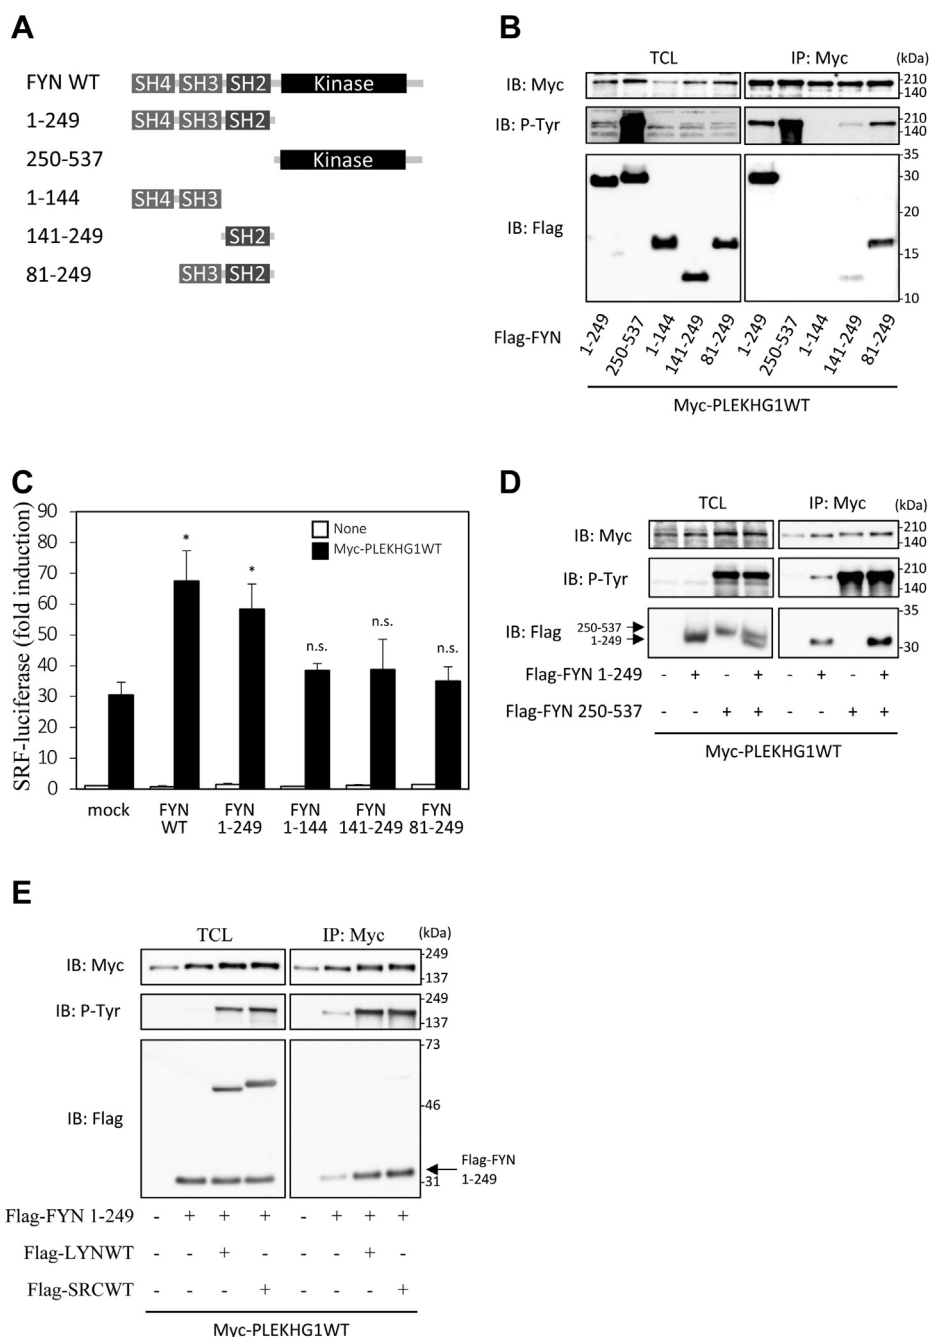 A
FYN WT SH4 SH3 SH2 Kinase
1-249 SH4 SH3 SH2
250-537 Kinase
1-144 SH4 SH3
141-249 SH2
81-249 SH3 SH2
B
TCL IP: Myc (kDa)
IB: Myc -210
-140
IB: P-Tyr -210
-140
IB: Flag -35
-30
-20
-15
-10
Flag-FYN 1-249 250-537 1-144 141-249 81-249 1-249 250-537 1-144 141-249 81-249
Myc-PLEKHG1WT
C
SRF-luciferase (fold induction)
90
80
70
60
50
40
30
20
10
0
None
Myc-PLEKHG1WT
* * n.s. n.s. n.s.
mock FYN FYN FYN FYN FYN
WT 1-249 1-144 141-249 81-249
D
TCL IP: Myc (kDa)
IB: Myc -210
-140
IB: P-Tyr -210
-140
IB: Flag 250-537 -35
1-249 -30
Flag-FYN 1-249 - + - + - + - +
Flag-FYN 250-537 - - + + - - + +
Myc-PLEKHG1WT
E
TCL IP: Myc (kDa)
IB: Myc -249
-137
IB: P-Tyr -249
-137
IB: Flag -73
-46
-31
Flag-FYN
1-249
Flag-FYN 1-249 - + + + - + + +
Flag-LYNWT - - + - - - + -
Flag-SRCWT - - - + - - - +
Myc-PLEKHG1WT